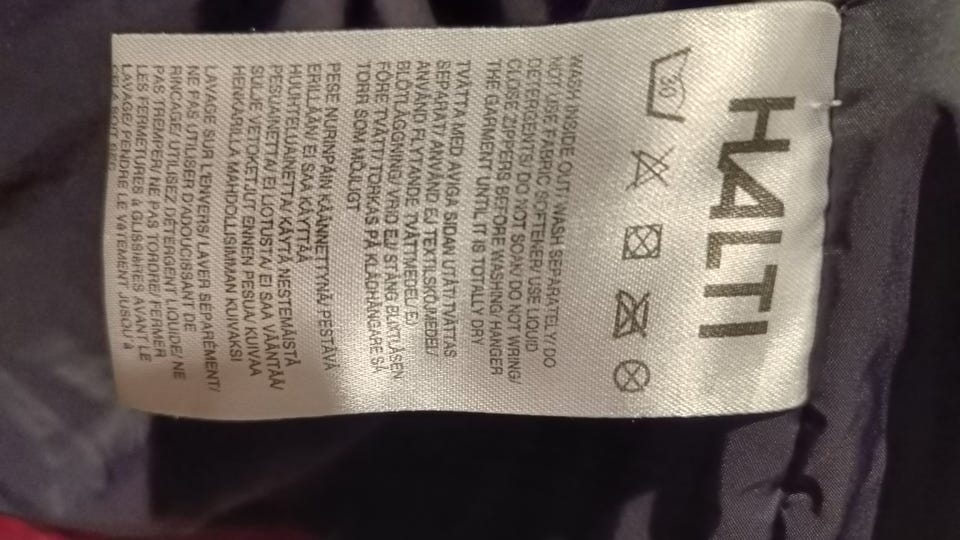 HALTI
30
WASH INSIDE OUT/ WASH SEPARATELY/ DO
NOT USE FABRIC SOFTENER/ USE LIQUID
DETERGENTS/ DO NOT SOAK/ DO NOT WRING/
CLOSE ZIPPERS BEFORE WASHING/ HANGER
THE GARMENT UNTIL IT IS TOTALLY DRY
TVÄTTA MED AVIGA SIDAN UTÅT/ TVÄTTAS
SEPARAT/ ANVÄND EJ TEXTILSKÖJMEDEL/
ANVÄND FLYTANDE TVÄTTMEDEL/ EJ
BLÖTLÄGGNING/ VRID EJ/ STÄNG BLIXTLÅSEN
FÖRE TVÄTT/ TORKAS PÅ KLÄDHÄNGARE SÅ
TORR SOM MÖJLIGT
PESE NURINPÄIN KÄÄNNETTYNÄ/ PESTÄVÄ
ERILLÄÄN/ EI SAA KÄYTTÄÄ
HUUHTELUAINETTA/ KÄYTÄ NESTEMÄISTÄ
PESUAINETTA/ EI LIOTUSTA/ EI SAA VÄÄNTÄÄ/
SULJE VETOKETJUT ENNEN PESUA/ KUIVAA
HENKARILLA MAHDOLLISIMMAN KUIVAKSI
LAVAGE SUR L'ENVERS/ LAVER SÉPARÉMENT/
NE PAS UTILISER D'ADOUCISSANT DE
RINCAGE/ UTILISEZ DÉTERGENT LIQUIDE/ NE
PAS TREMPER/ NE PAS TORDRE/ FERMER
LES FERMETURES à GLISSIèRES AVANT LE
LAVAGE/ PENDRE LE VêTEMENT JUSQU'à